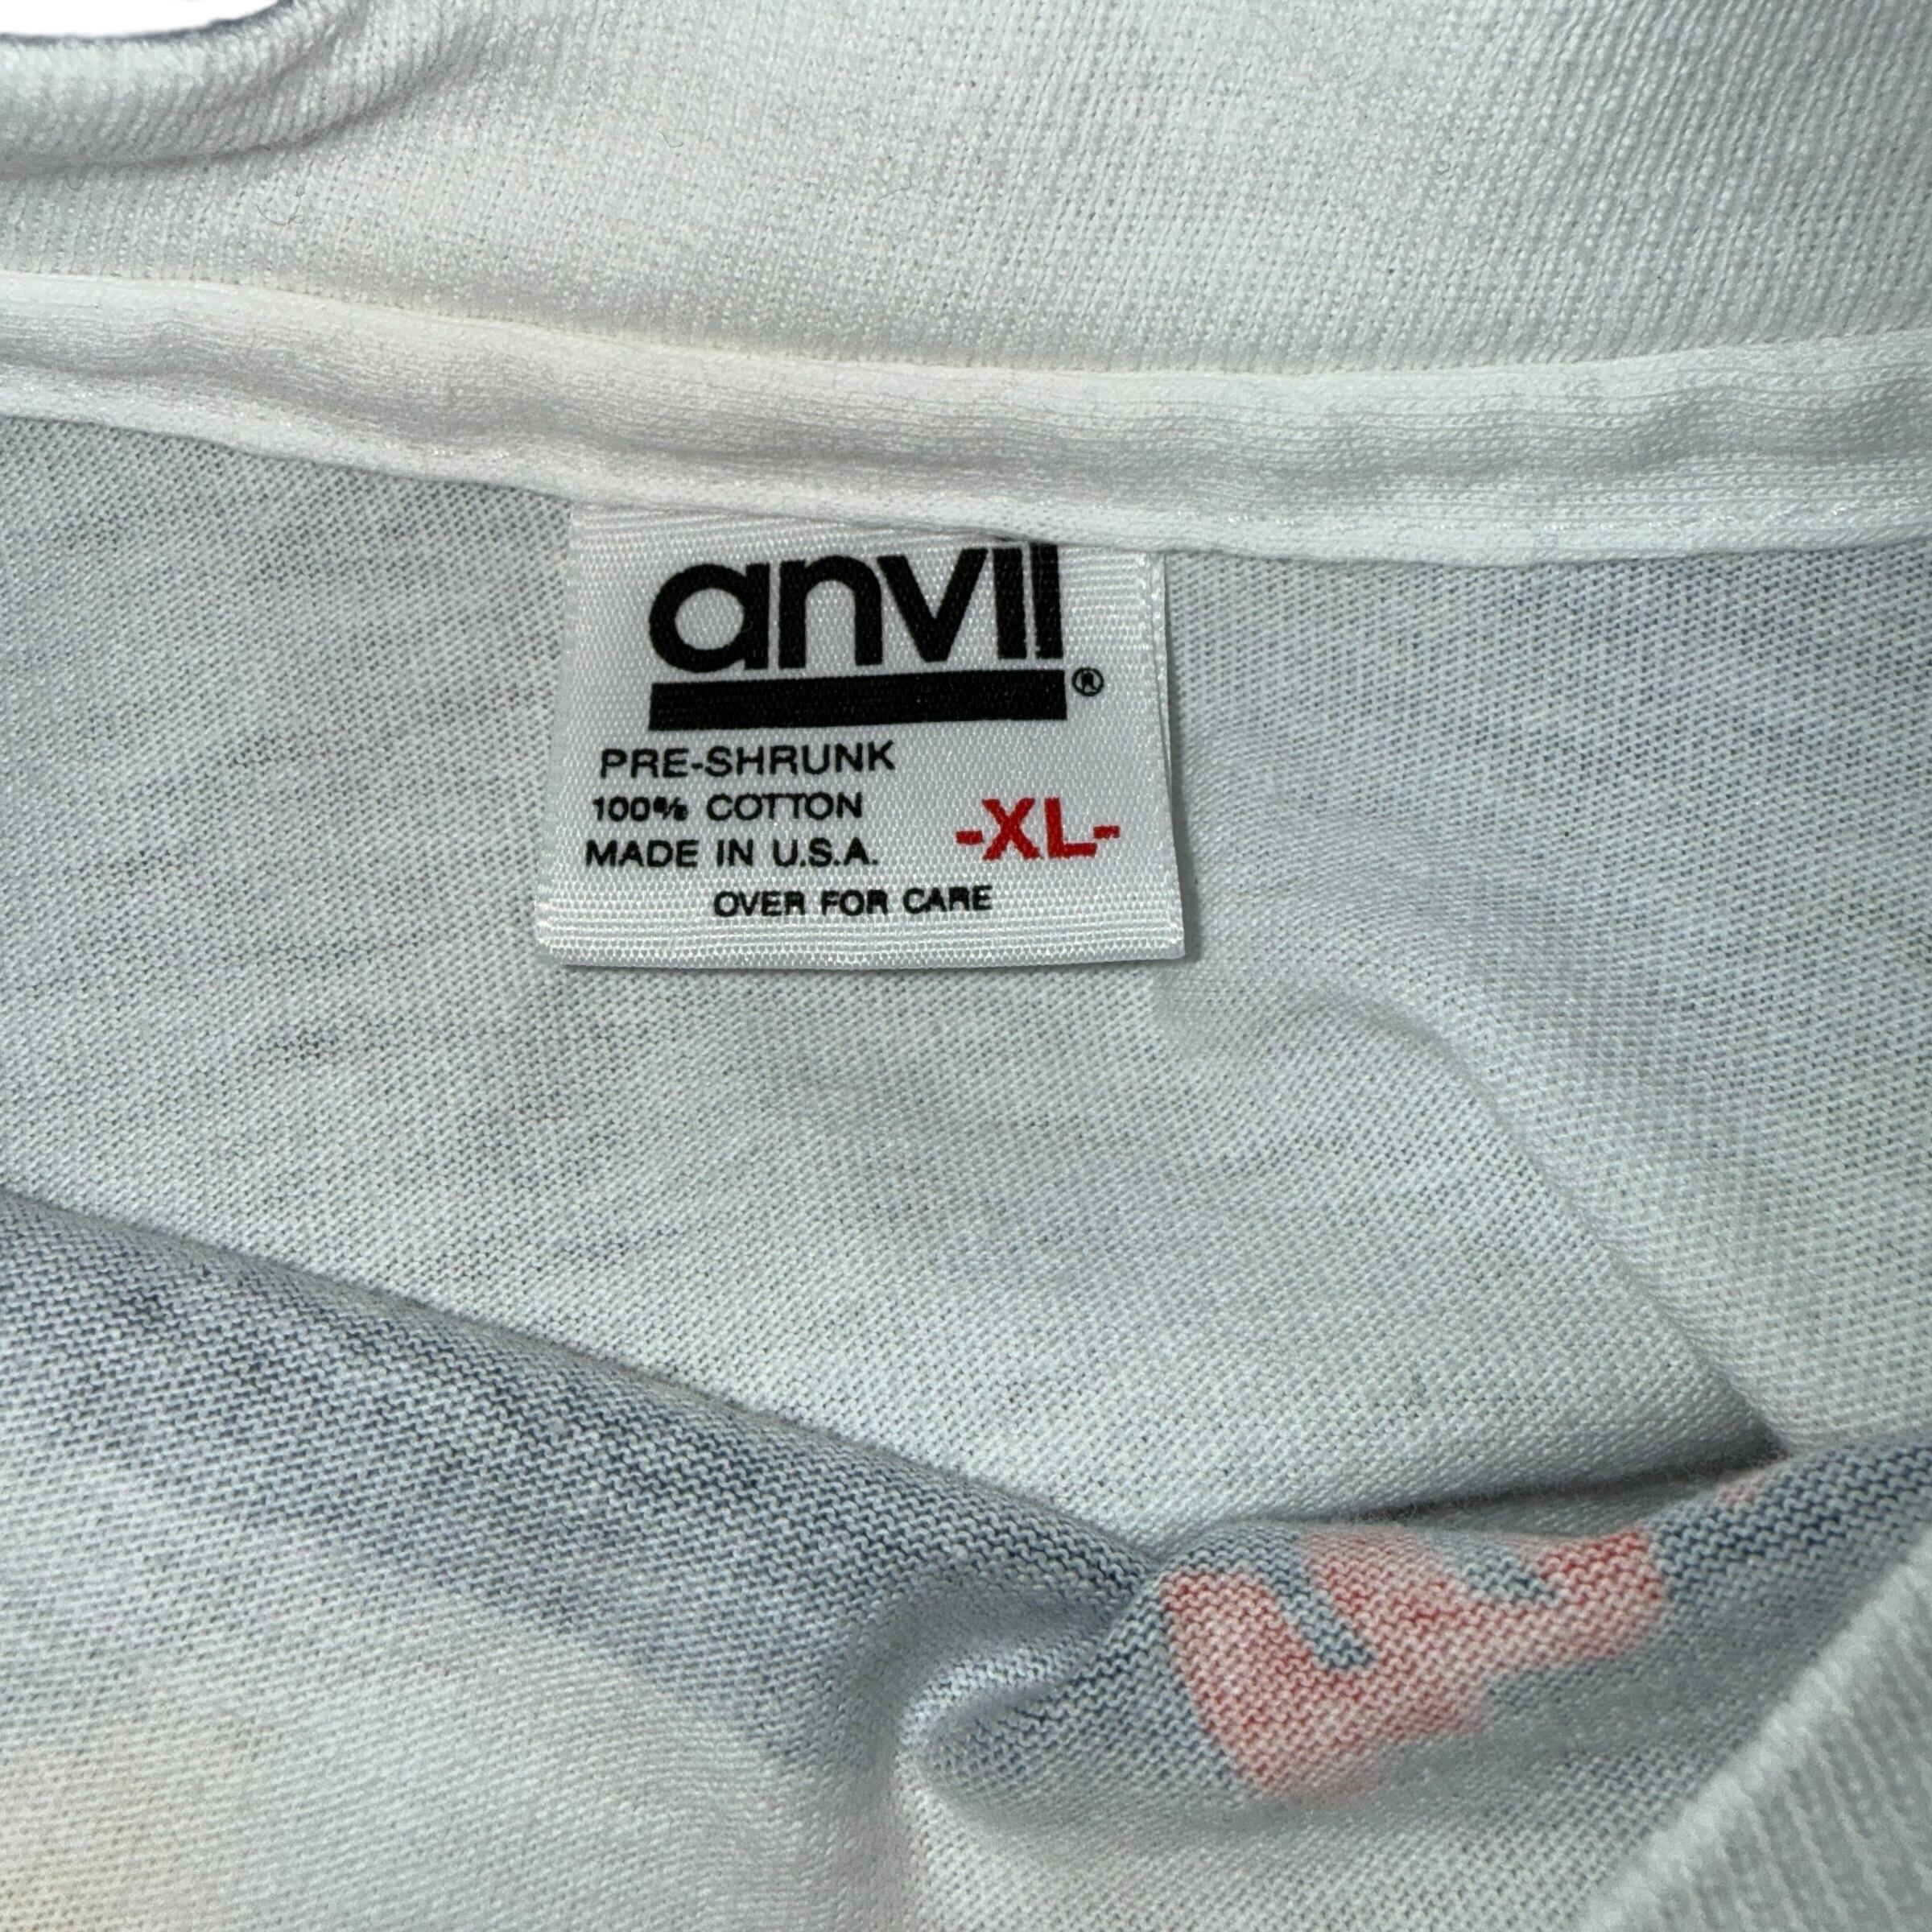 anvil®
PRE-SHRUNK
100% COTTON
MADE IN U.S.A.
-XL-
OVER FOR CARE